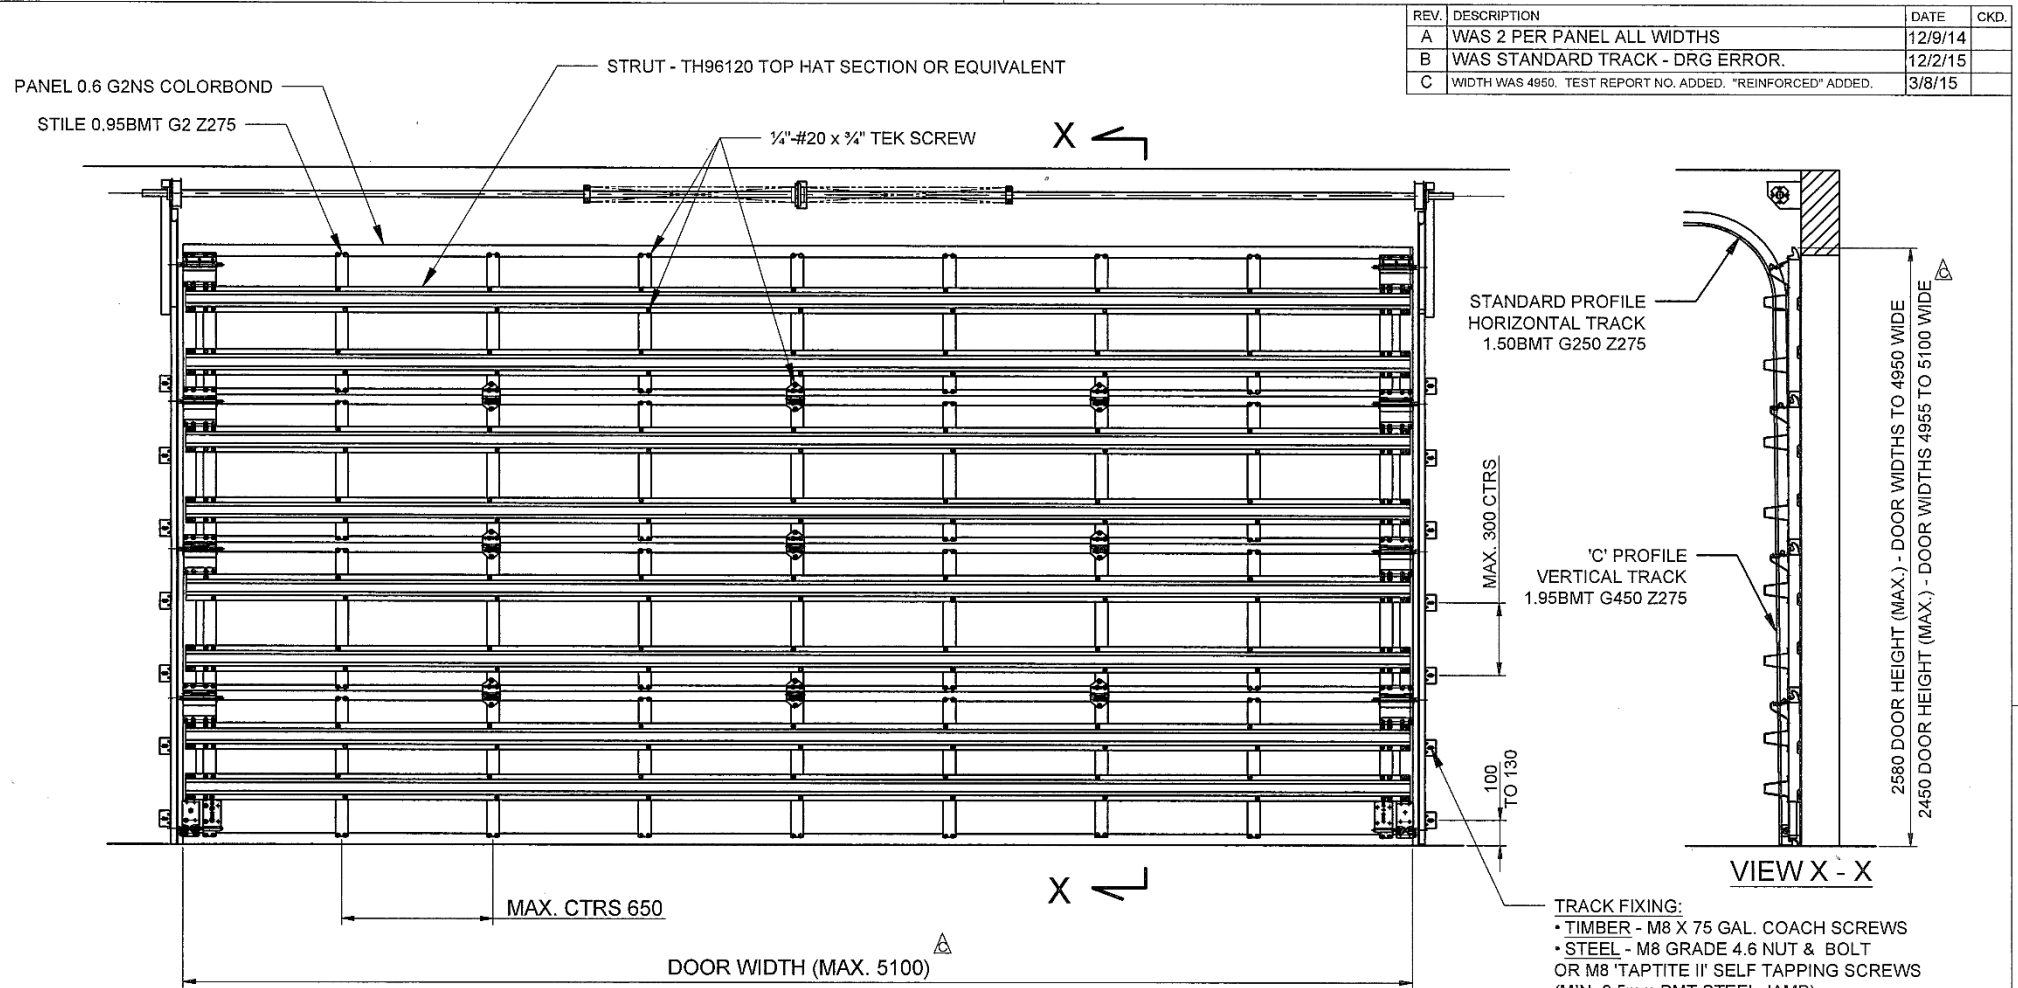 REV. DESCRIPTION DATE CKD.
A WAS 2 PER PANEL ALL WIDTHS 12/9/14
B WAS STANDARD TRACK - DRG ERROR. 12/2/15
C WIDTH WAS 4950. TEST REPORT NO. ADDED. "REINFORCED" ADDED. 3/8/15
STRUT - TH96120 TOP HAT SECTION OR EQUIVALENT
PANEL 0.6 G2NS COLORBOND
STILE 0.95BMT G2 Z275
¼"-#20 x ¾" TEK SCREW
X
STANDARD PROFILE
HORIZONTAL TRACK
1.50BMT G250 Z275
'C' PROFILE
VERTICAL TRACK
1.95BMT G450 Z275
MAX. 300 CTRS
100
TO 130
2580 DOOR HEIGHT (MAX.) - DOOR WIDTHS TO 4950 WIDE
2450 DOOR HEIGHT (MAX.) - DOOR WIDTHS 4955 TO 5100 WIDE
C
VIEW X - X
X
MAX. CTRS 650
C
DOOR WIDTH (MAX. 5100)
TRACK FIXING:
• TIMBER - M8 X 75 GAL. COACH SCREWS
• STEEL - M8 GRADE 4.6 NUT & BOLT
OR M8 'TAPTITE II' SELF TAPPING SCREWS